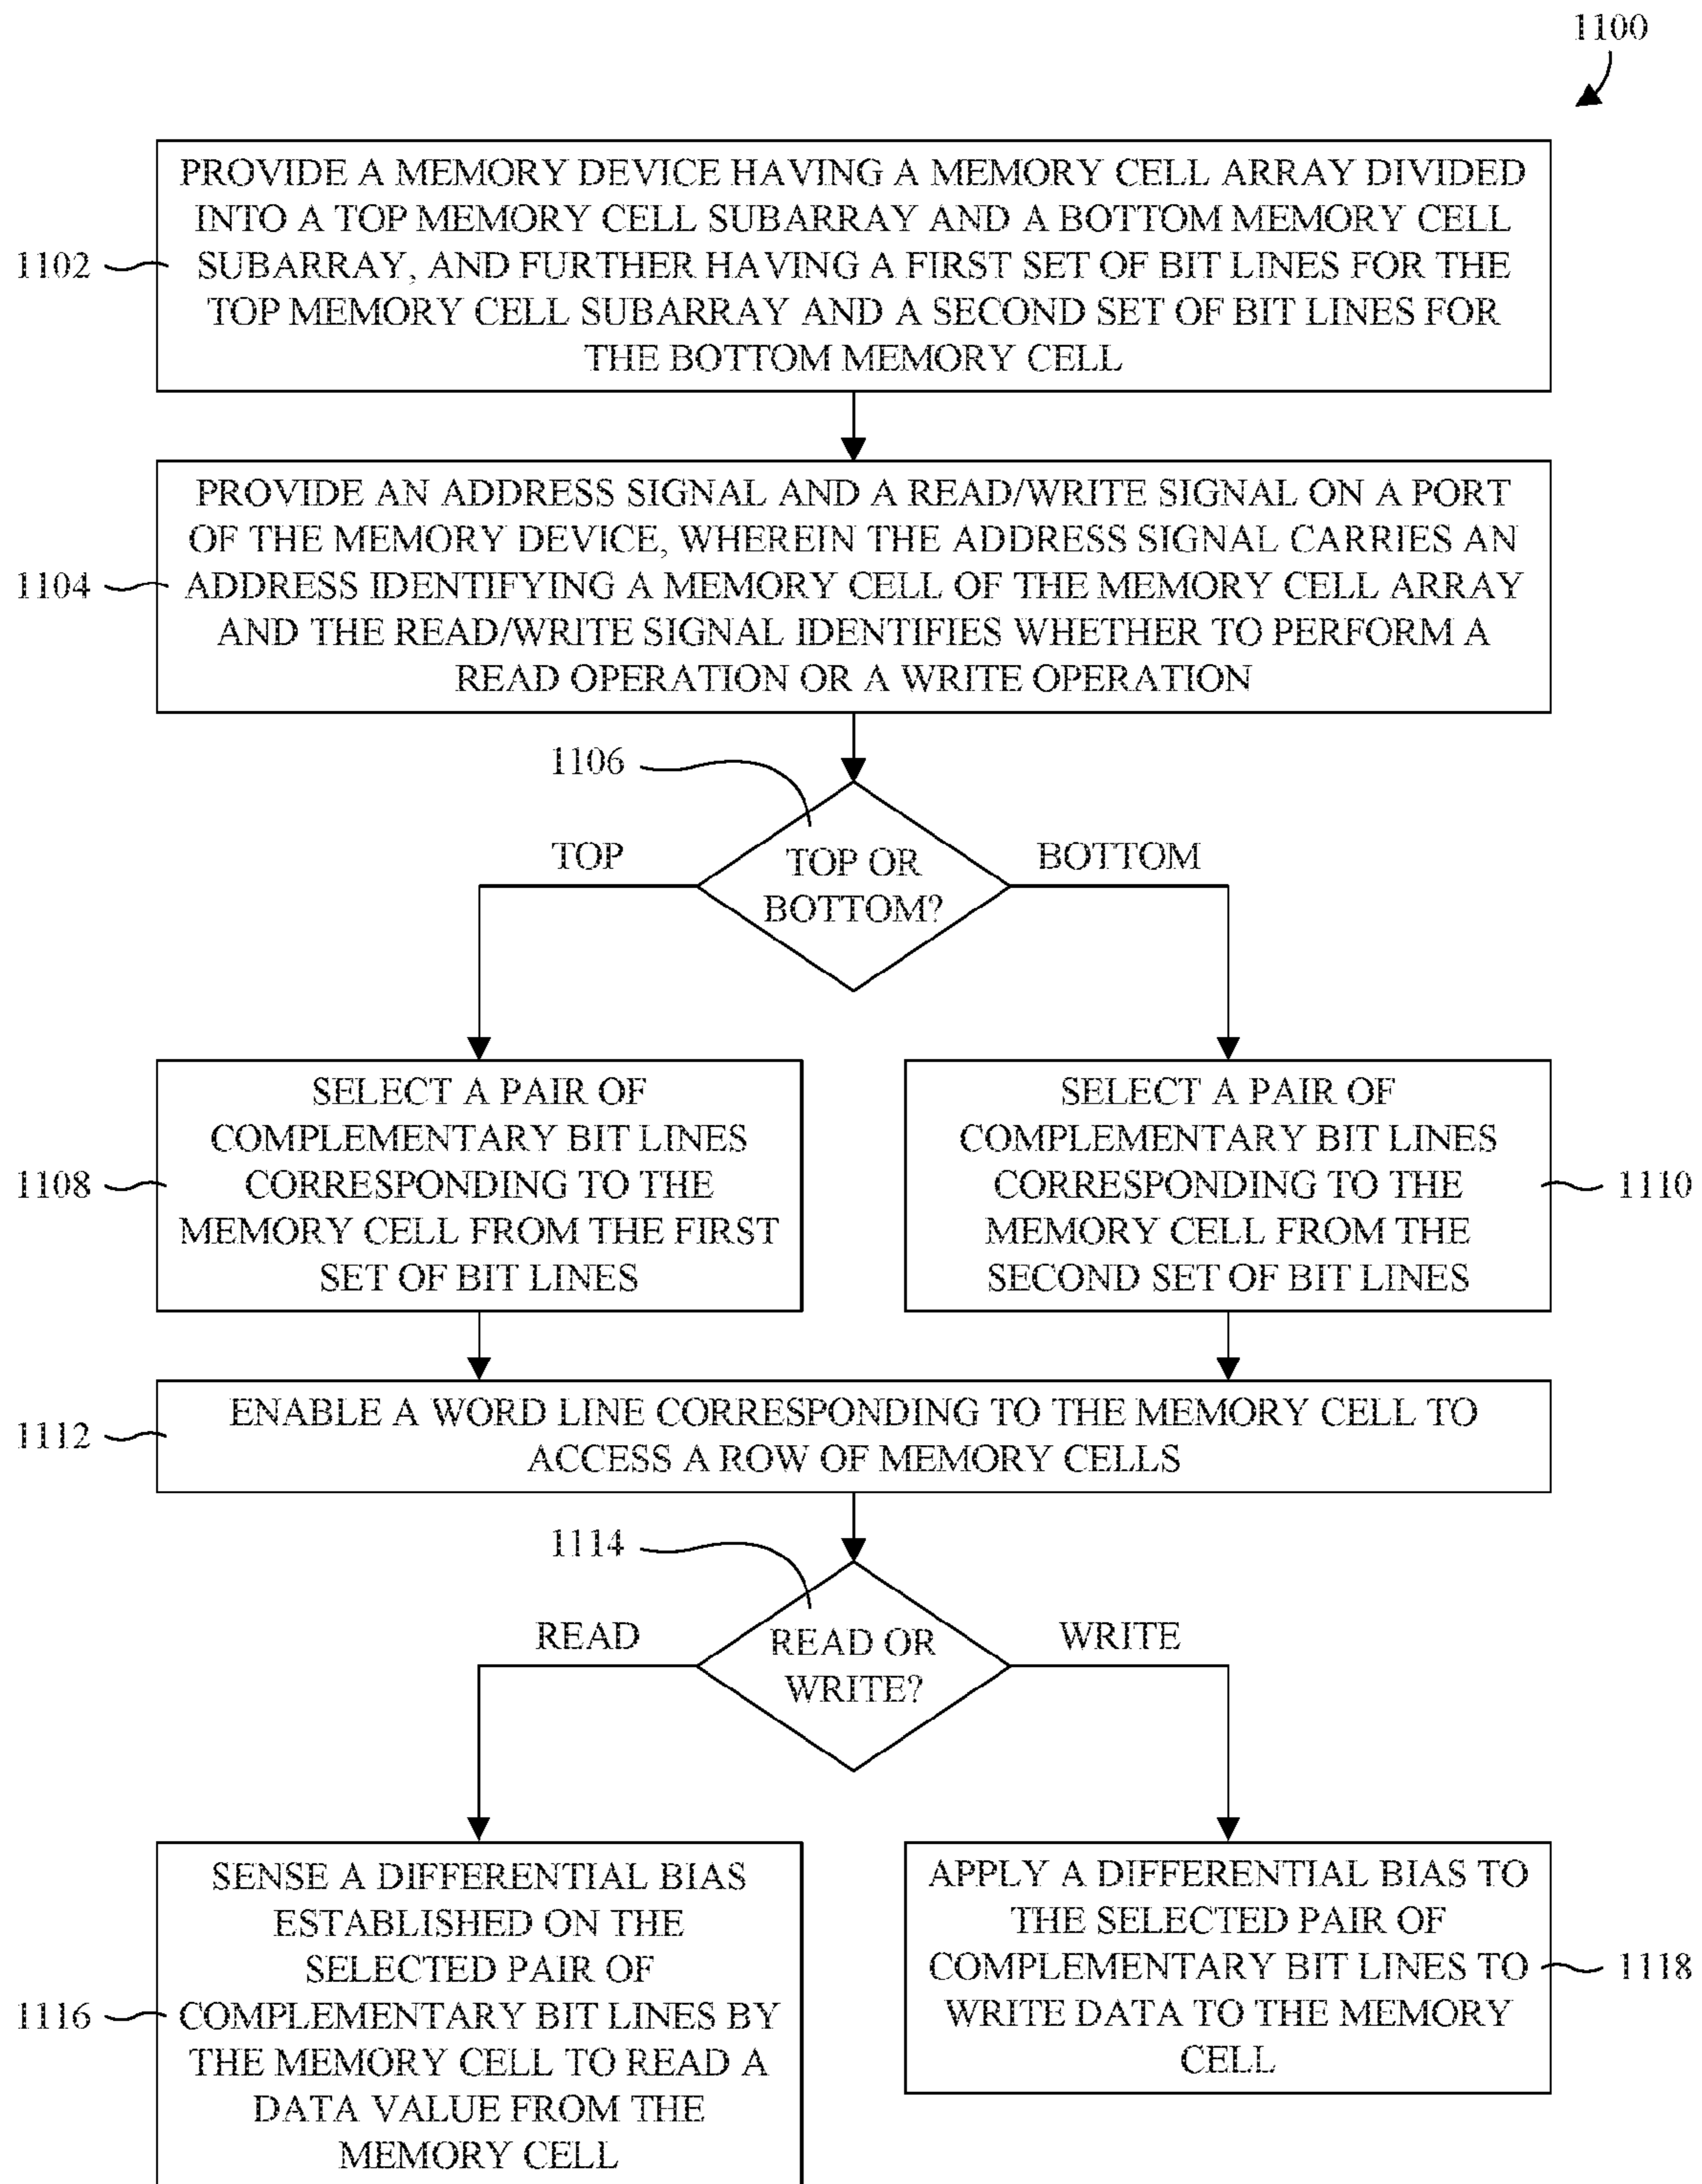 1100
PROVIDE A MEMORY DEVICE HAVING A MEMORY CELL ARRAY DIVIDED
INTO A TOP MEMORY CELL SUBARRAY AND A BOTTOM MEMORY CELL
1102
SUBARRAY, AND FURTHER HAVING A FIRST SET OF BIT LINES FOR THE
TOP MEMORY CELL SUBARRAY AND A SECOND SET OF BIT LINES FOR
THE BOTTOM MEMORY CELL
PROVIDE AN ADDRESS SIGNAL AND A READ/WRITE SIGNAL ON A PORT
OF THE MEMORY DEVICE, WHEREIN THE ADDRESS SIGNAL CARRIES AN
1104
ADDRESS IDENTIFYING A MEMORY CELL OF THE MEMORY CELL ARRAY
AND THE READ/WRITE SIGNAL IDENTIFIES WHETHER TO PERFORM A
READ OPERATION OR A WRITE OPERATION
1106
TOP
TOP OR
BOTTOM?
BOTTOM
SELECT A PAIR OF
COMPLEMENTARY BIT LINES
1108
CORRESPONDING TO THE
MEMORY CELL FROM THE FIRST
SET OF BIT LINES
SELECT A PAIR OF
COMPLEMENTARY BIT LINES
CORRESPONDING TO THE
1110
MEMORY CELL FROM THE
SECOND SET OF BIT LINES
1112
ENABLE A WORD LINE CORRESPONDING TO THE MEMORY CELL TO
ACCESS A ROW OF MEMORY CELLS
1114
READ
READ OR
WRITE?
WRITE
SENSE A DIFFERENTIAL BIAS
ESTABLISHED ON THE
SELECTED PAIR OF
1116
COMPLEMENTARY BIT LINES BY
THE MEMORY CELL TO READ A
DATA VALUE FROM THE
MEMORY CELL
APPLY A DIFFERENTIAL BIAS TO
THE SELECTED PAIR OF
COMPLEMENTARY BIT LINES TO
1118
WRITE DATA TO THE MEMORY
CELL